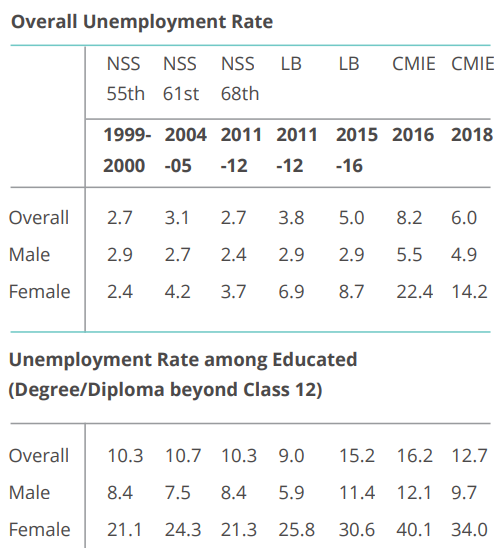 Overall Unemployment Rate
NSS NSS NSS LB LB CMIE CMIE
55th 61st 68th
1999- 2004 2011 2011 2015 2016 2018
2000 -05 -12 -12 -16
Overall 2.7 3.1 2.7 3.8 5.0 8.2 6.0
Male 2.9 2.7 2.4 2.9 2.9 5.5 4.9
Female 2.4 4.2 3.7 6.9 8.7 22.4 14.2
Unemployment Rate among Educated
(Degree/Diploma beyond Class 12)
Overall 10.3 10.7 10.3 9.0 15.2 16.2 12.7
Male 8.4 7.5 8.4 5.9 11.4 12.1 9.7
Female 21.1 24.3 21.3 25.8 30.6 40.1 34.0